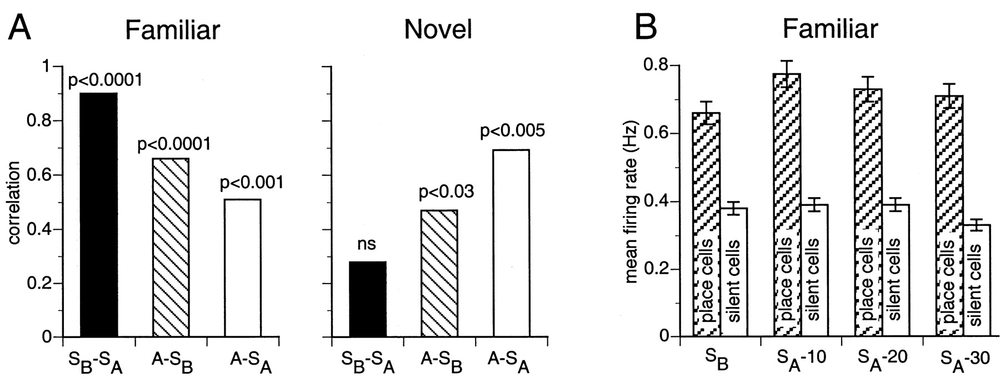 A
Familiar
Novel
correlation
1
0.8
0.6
0.4
0.2
0
p<0.0001
p<0.0001
p<0.001
SB-SA
A-SB
A-SA
ns
p<0.03
p<0.005
SB-SA
A-SB
A-SA
B
Familiar
mean firing rate (Hz)
0.8
0.6
0.4
0.2
0
place cells
silent cells
place cells
silent cells
place cells
silent cells
place cells
silent cells
SB
SA-10
SA-20
SA-30